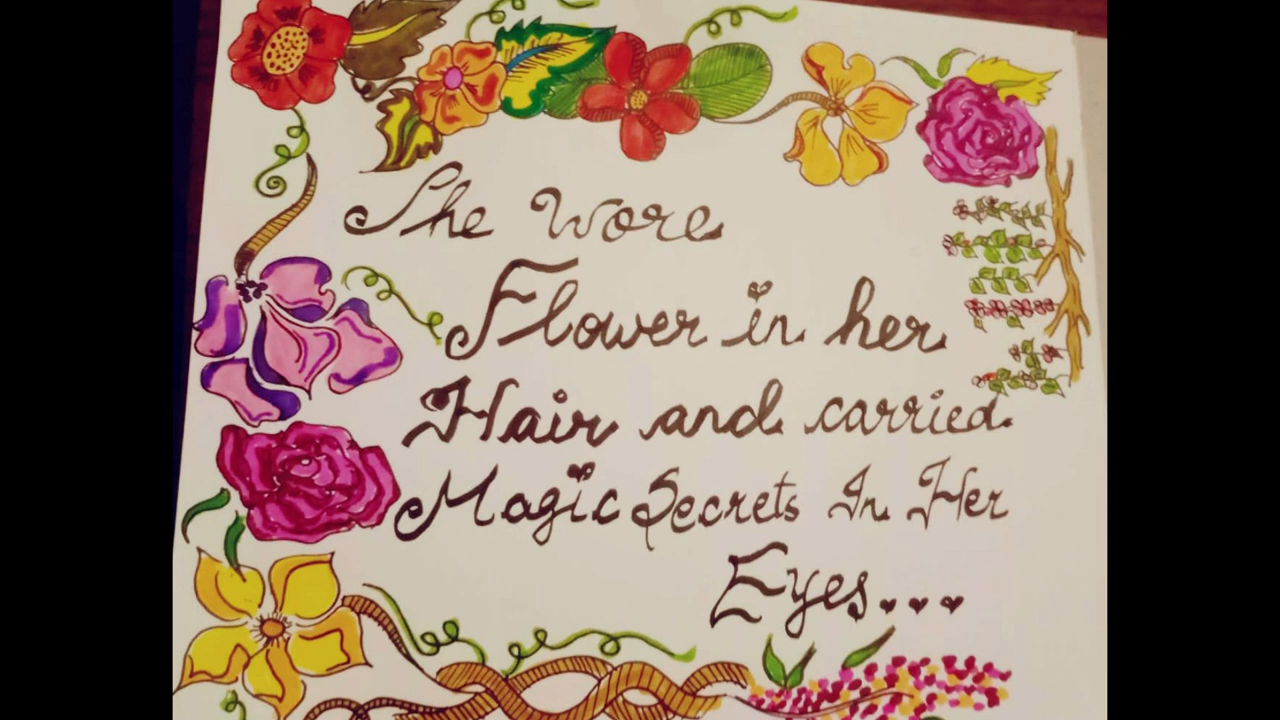 She Wore
Flower in her
Hair and carried
Magic Secrets In Her
Eyes...